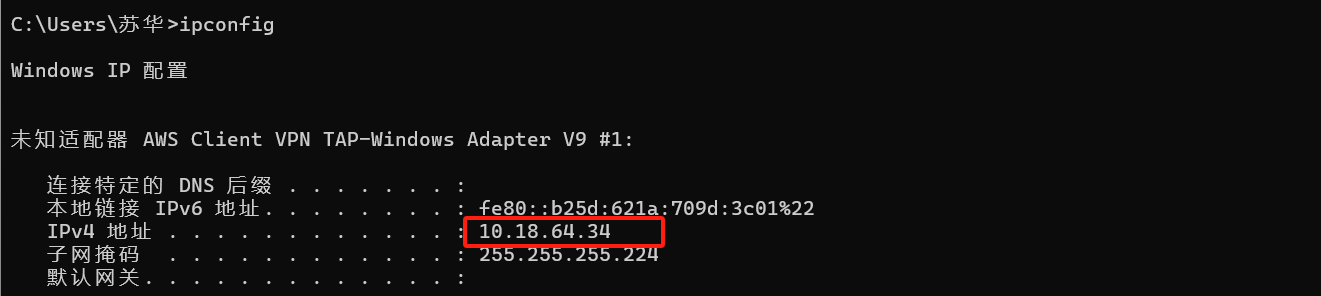 C:\Users\苏华>ipconfig
Windows IP 配置
未知适配器 AWS Client VPN TAP-Windows Adapter V9 #1:
连接特定的 DNS 后缀 . . . . . . . :
本地链接 IPv6 地址. . . . . . . . : fe80::b25d:621a:709d:3c01%22
IPv4 地址 . . . . . . . . . . . . : 10.18.64.34
子网掩码  . . . . . . . . . . . . : 255.255.255.224
默认网关. . . . . . . . . . . . . :